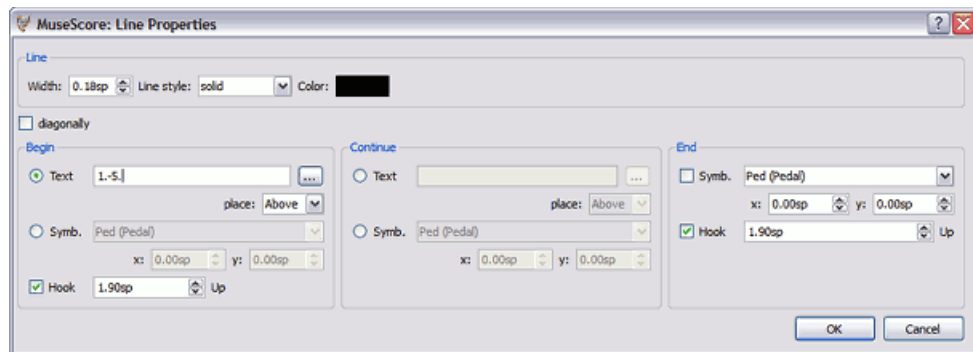 MuseScore: Line Properties
?
Line
Width: 0.18sp Line style: solid Color:
diagonally
Begin
Text 1.-5.
...
place: Above
Symb. Ped (Pedal)
x: 0.00sp y: 0.00sp
Hook 1.90sp Up
Continue
Text
...
place: Above
Symb. Ped (Pedal)
x: 0.00sp y: 0.00sp
End
Symb. Ped (Pedal)
x: 0.00sp y: 0.00sp
Hook 1.90sp Up
OK Cancel